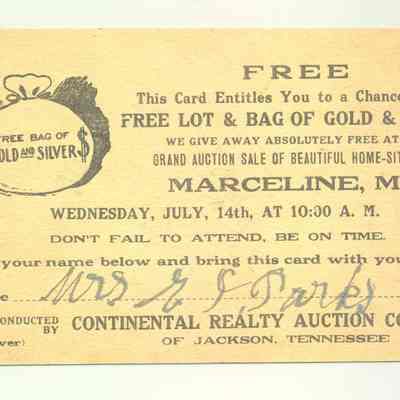 FREE
This Card Entitles You to a Chance
FREE LOT & BAG OF GOLD &
WE GIVE AWAY ABSOLUTELY FREE AT
GRAND AUCTION SALE OF BEAUTIFUL HOME-SIT
MARCELINE, M
WEDNESDAY, JULY, 14th, AT 10:00 A. M.
DON'T FAIL TO ATTEND, BE ON TIME.
your name below and bring this card with you
Mrs Parks
CONDUCTED BY CONTINENTAL REALTY AUCTION CO
OF JACKSON, TENNESSEE
ver)
FREE BAG OF
OLD AND SILVER $